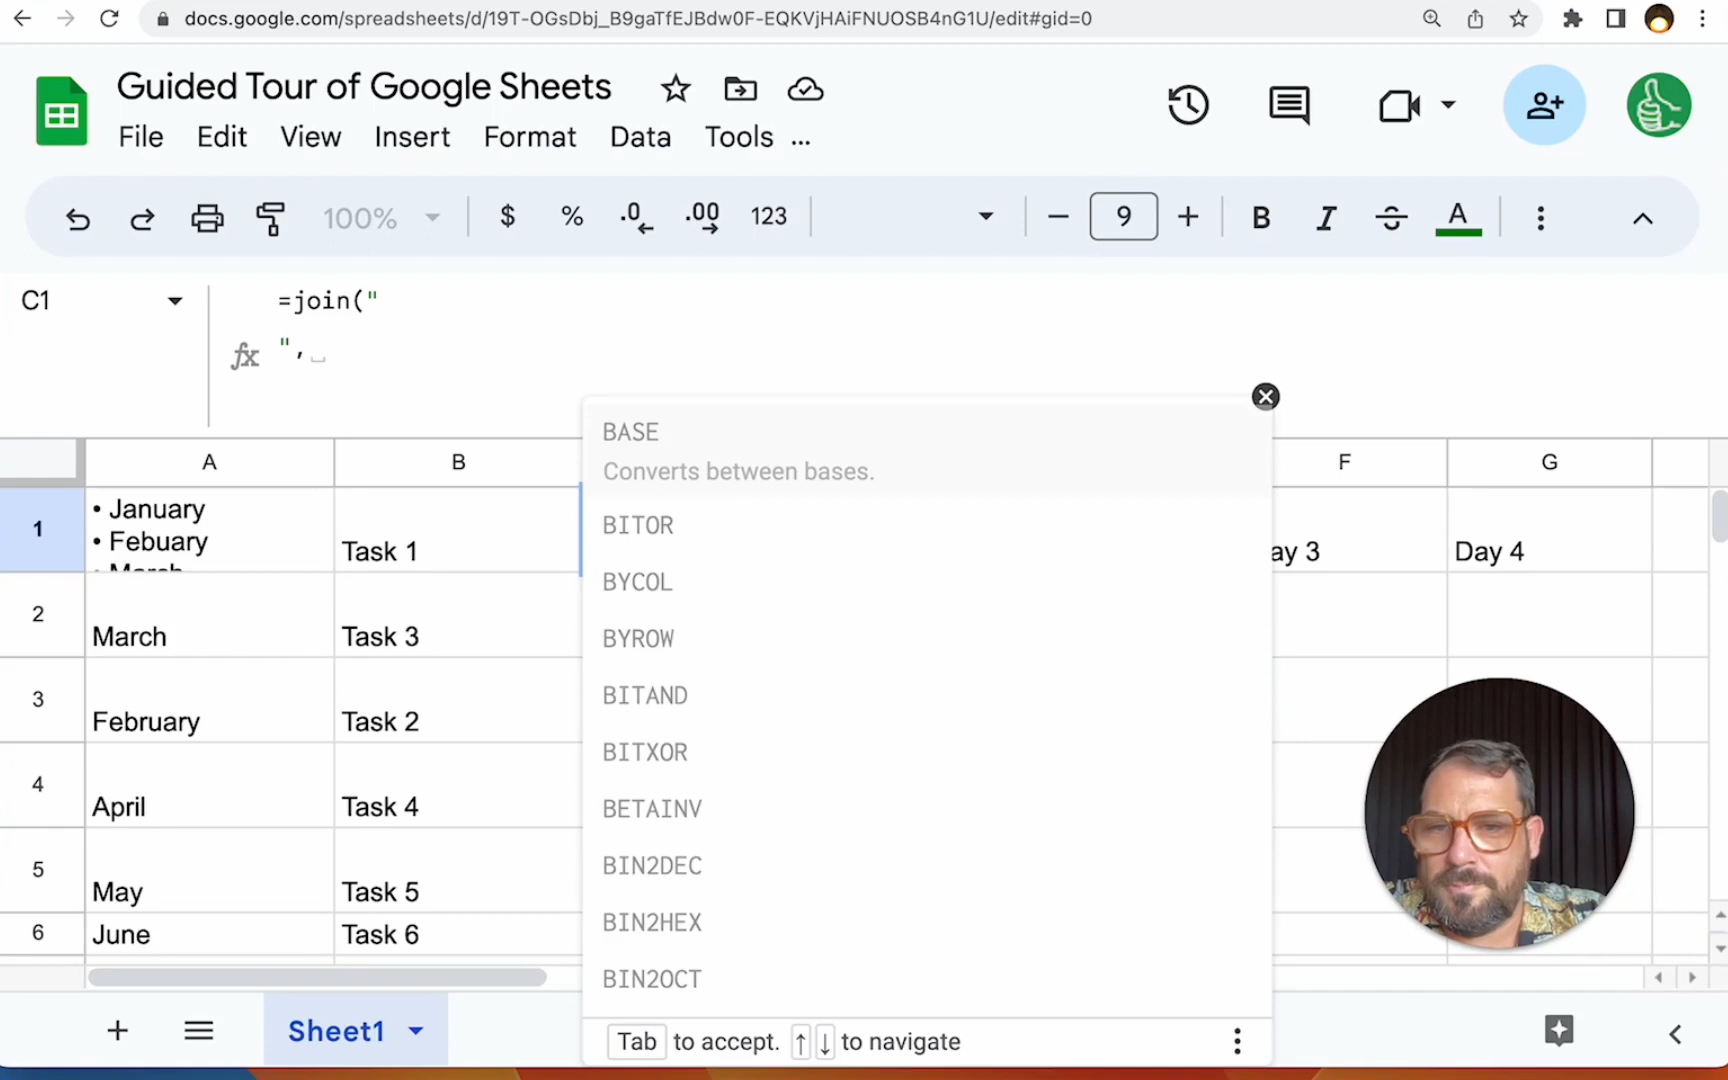 docs.google.com/spreadsheets/d/19T-OGsDbj_B9gaTfEJBdw0F-EQKVjHAiFNUOSB4nG1U/edit#gid=0
Guided Tour of Google Sheets
File Edit View Insert Format Data Tools ...
100% $ % .0 .00 123 9 B I S A
C1 =join("
fx ",
A B F G
1 • January
• Febuary
• March
Task 1 ay 3 Day 4
2 March Task 3
3 February Task 2
4 April Task 4
5 May Task 5
6 June Task 6
BASE
Converts between bases.
BITOR
BYCOL
BYROW
BITAND
BITXOR
BETAINV
BIN2DEC
BIN2HEX
BIN2OCT
Tab to accept. ↑ ↓ to navigate
Sheet1